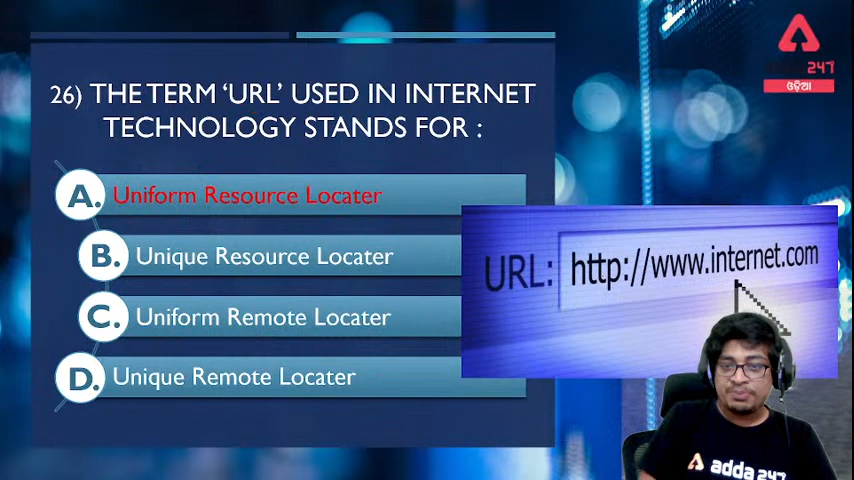 26) THE TERM 'URL' USED IN INTERNET
TECHNOLOGY STANDS FOR :
A. Uniform Resource Locater
B. Unique Resource Locater
C. Uniform Remote Locater
D. Unique Remote Locater
URL: http://www.internet.com
adda 247
ଓଡ଼ିଆ
adda 247